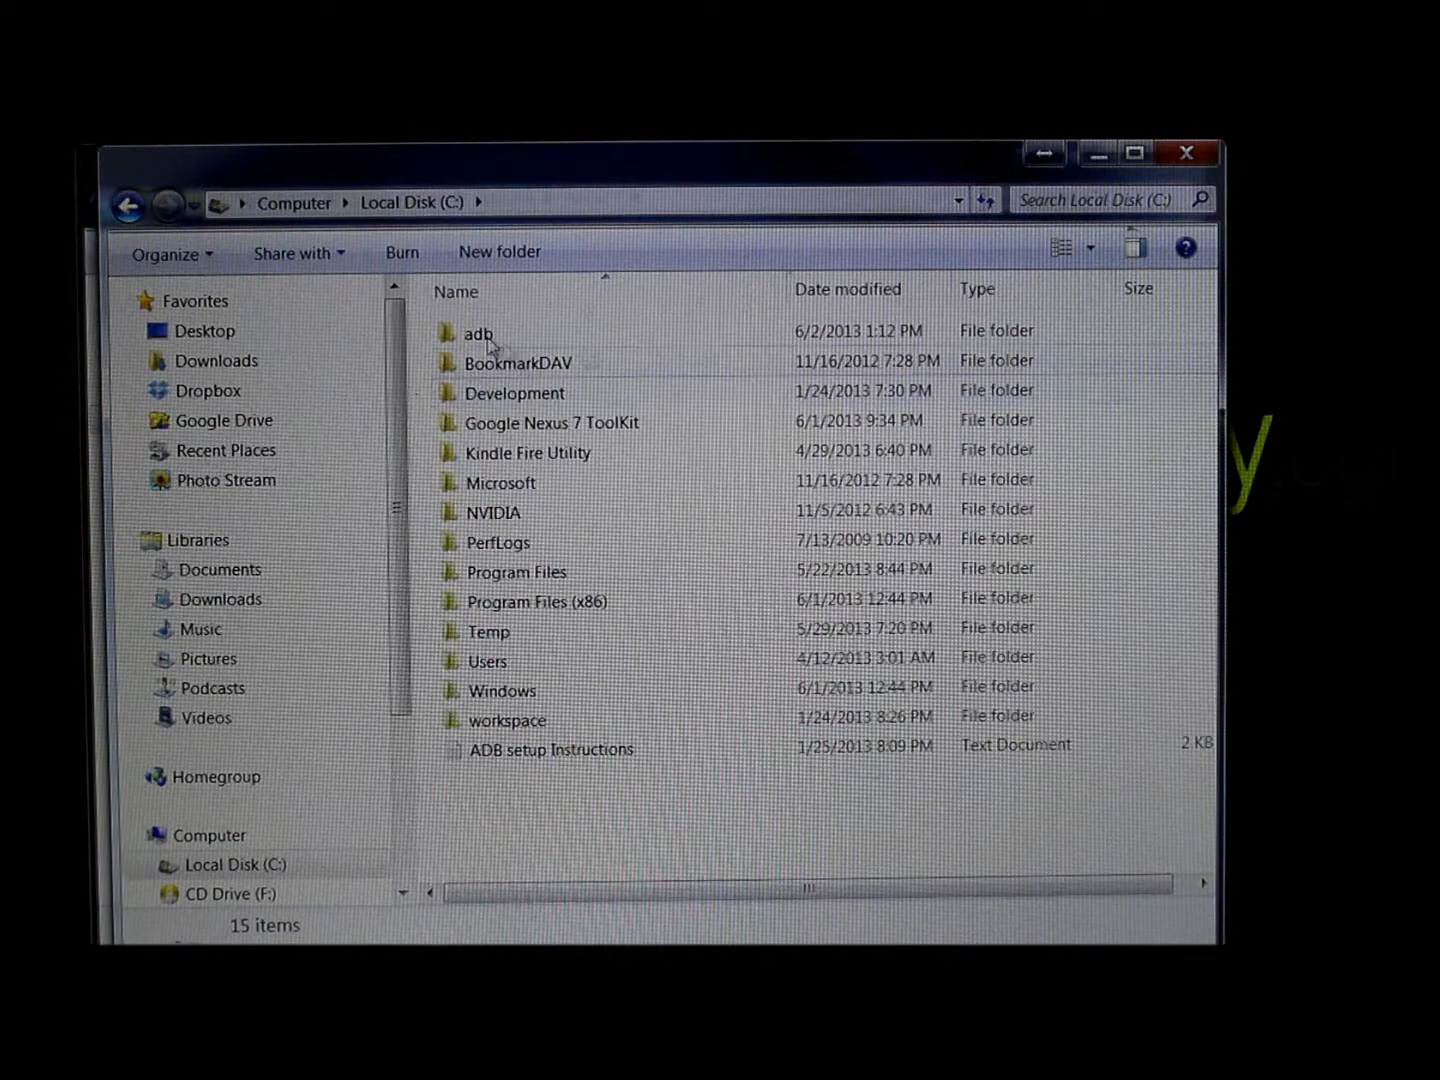 Computer Local Disk (C:) Search Local Disk (C:)
Organize Share with Burn New folder
Name Date modified Type Size
Favorites
Desktop
Downloads
Dropbox
Google Drive
Recent Places
Photo Stream
Libraries
Documents
Downloads
Music
Pictures
Podcasts
Videos
Homegroup
Computer
Local Disk (C:)
CD Drive (F:)
adb 6/2/2013 1:12 PM File folder
BookmarkDAV 11/16/2012 7:28 PM File folder
Development 1/24/2013 7:30 PM File folder
Google Nexus 7 ToolKit 6/1/2013 9:34 PM File folder
Kindle Fire Utility 4/29/2013 6:40 PM File folder
Microsoft 11/16/2012 7:28 PM File folder
NVIDIA 11/5/2012 6:43 PM File folder
PerfLogs 7/13/2009 10:20 PM File folder
Program Files 5/22/2013 8:44 PM File folder
Program Files (x86) 6/1/2013 12:44 PM File folder
Temp 5/29/2013 7:20 PM File folder
Users 4/12/2013 3:01 AM File folder
Windows 6/1/2013 12:44 PM File folder
workspace 1/24/2013 8:26 PM File folder
ADB setup Instructions 1/25/2013 8:09 PM Text Document 2 KB
15 items
y